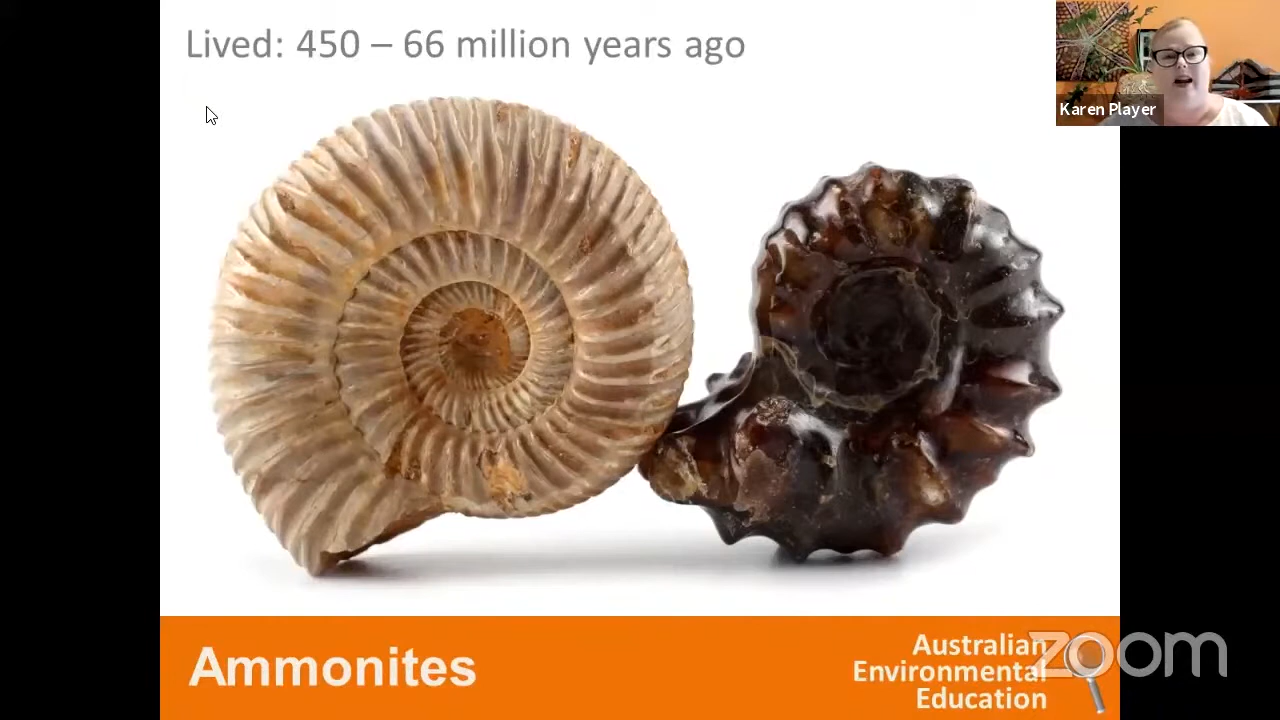 Lived: 450 – 66 million years ago
Karen Player
Ammonites
Australian
Environmental
Education
zoom